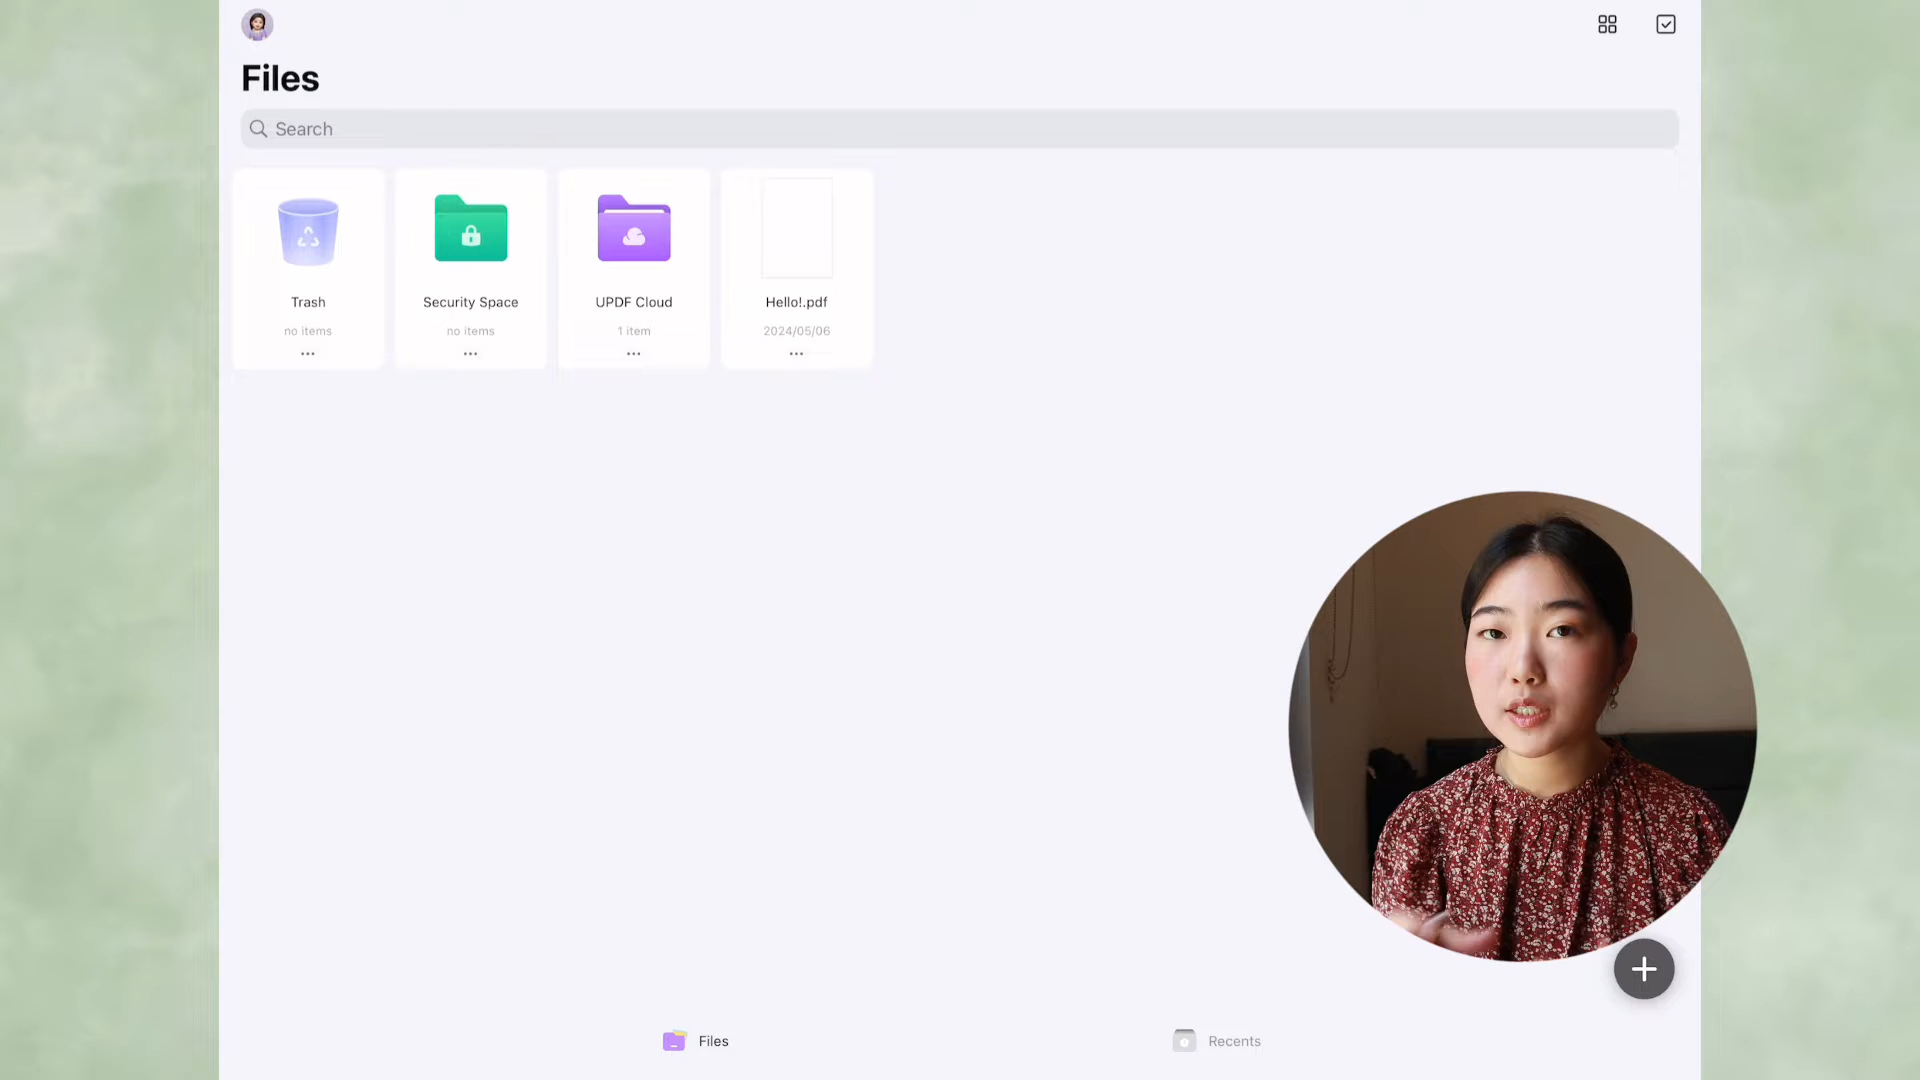 Files
Search
Trash
no items
Security Space
no items
UPDF Cloud
1 item
Hello!.pdf
2024/05/06
Files
Recents